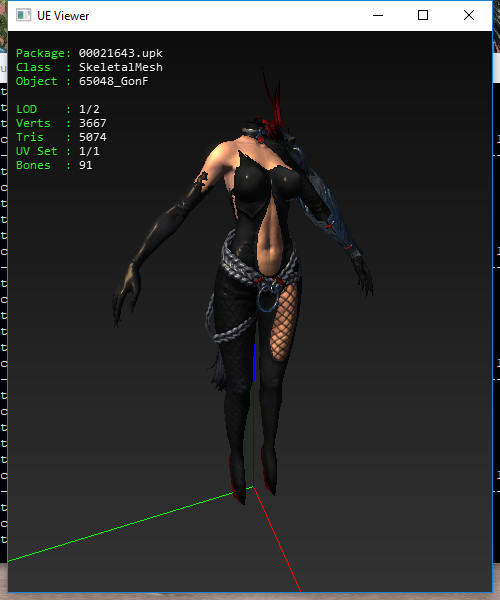 UE Viewer
Package: 00021643.upk
Class  : SkeletalMesh
Object : 65048_GonF
LOD    : 1/2
Verts  : 3667
Tris   : 5074
UV Set : 1/1
Bones  : 91